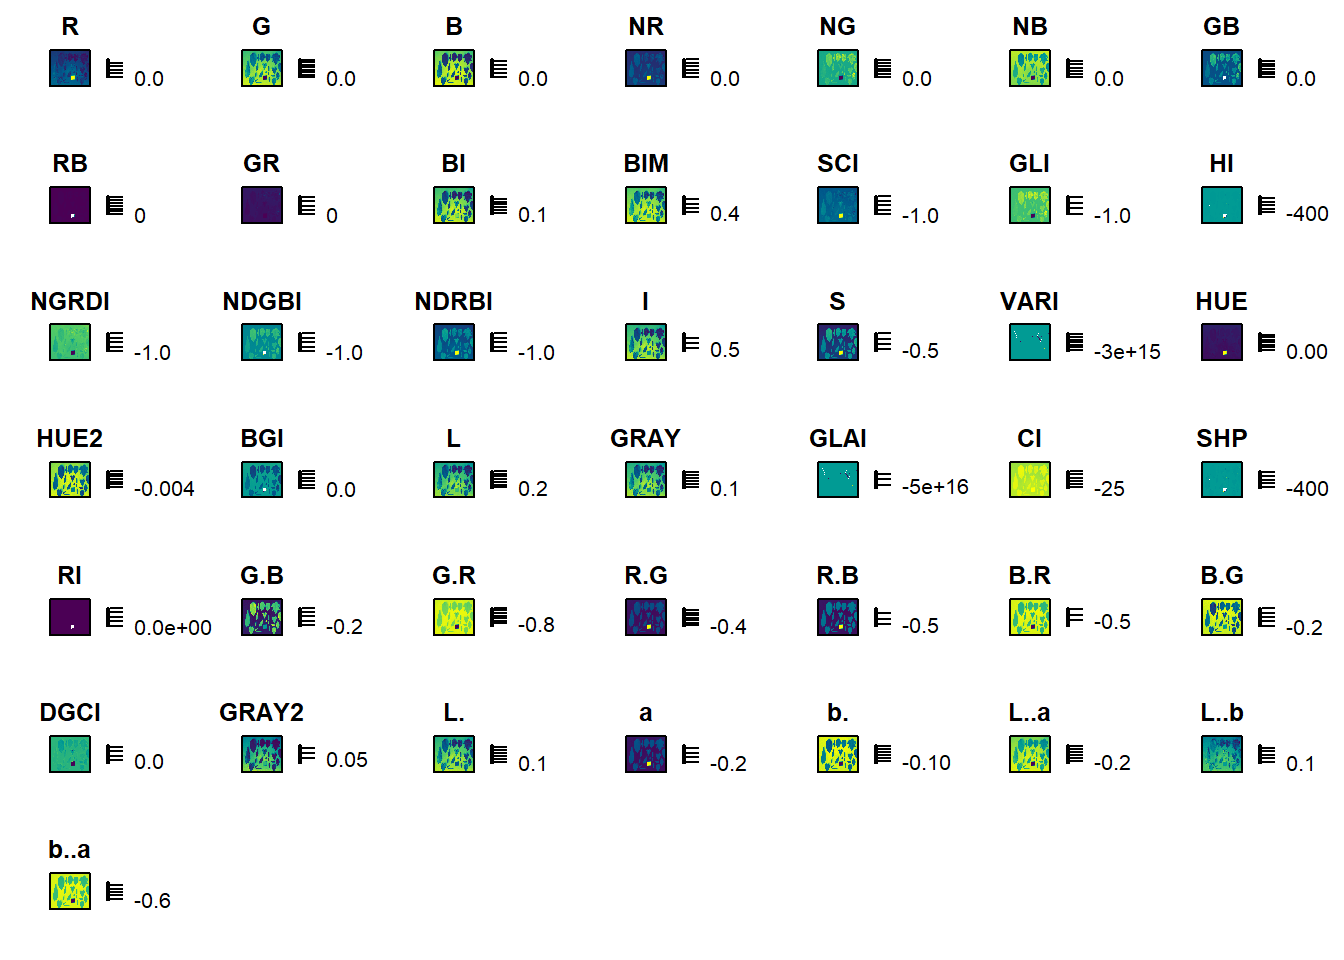 R G B NR NG NB GB
0.0 0.0 0.0 0.0 0.0 0.0 0.0
RB GR BI BIM SCI GLI HI
0 0 0.1 0.4 -1.0 -1.0 -400
NGRDI NDGBI NDRBI I S VARI HUE
-1.0 -1.0 -1.0 0.5 -0.5 -3e+15 0.00
HUE2 BGI L GRAY GLAI CI SHP
-0.004 0.0 0.2 0.1 -5e+16 -25 -400
RI G.B G.R R.G R.B B.R B.G
0.0e+00 -0.2 -0.8 -0.4 -0.5 -0.5 -0.2
DGCI GRAY2 L. a b. L..a L..b
0.0 0.05 0.1 -0.2 -0.10 -0.2 0.1
b..a
-0.6